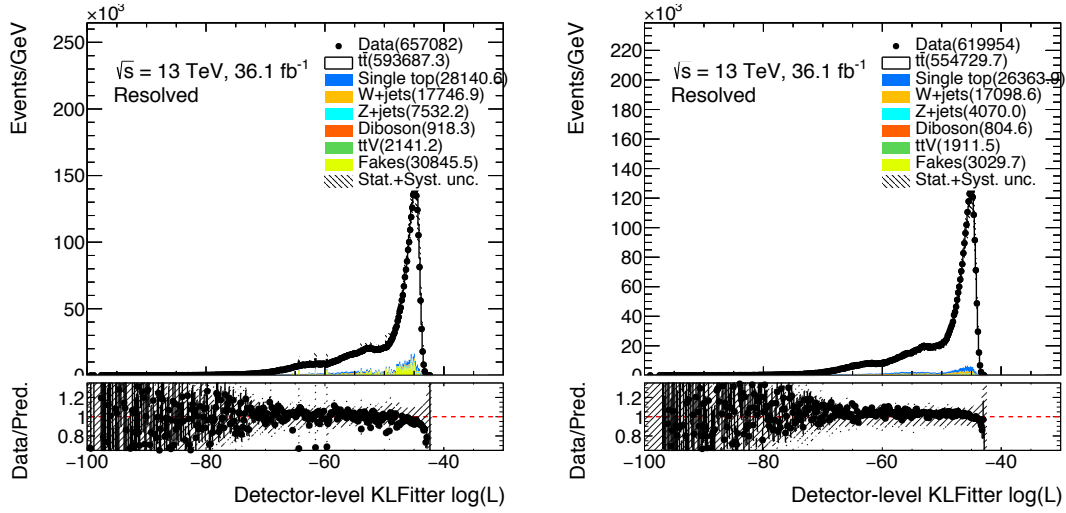 ×10³
Events/GeV
250
200
150
100
50
0
√s = 13 TeV, 36.1 fb⁻¹
Resolved
Data(657082)
tt̄(593687.3)
Single top(28140.6)
W+jets(17746.9)
Z+jets(7532.2)
Diboson(918.3)
ttV(2141.2)
Fakes(30845.5)
Stat.+Syst. unc.
Data/Pred.
1.2
1
0.8
−100 −80 −60 −40
Detector-level KLFitter log(L)
×10³
Events/GeV
220
200
180
160
140
120
100
80
60
40
20
0
√s = 13 TeV, 36.1 fb⁻¹
Resolved
Data(619954)
tt̄(554729.7)
Single top(26363.9)
W+jets(17098.6)
Z+jets(4070.0)
Diboson(804.6)
ttV(1911.5)
Fakes(3029.7)
Stat.+Syst. unc.
Data/Pred.
1.2
1
0.8
−100 −80 −60 −40
Detector-level KLFitter log(L)